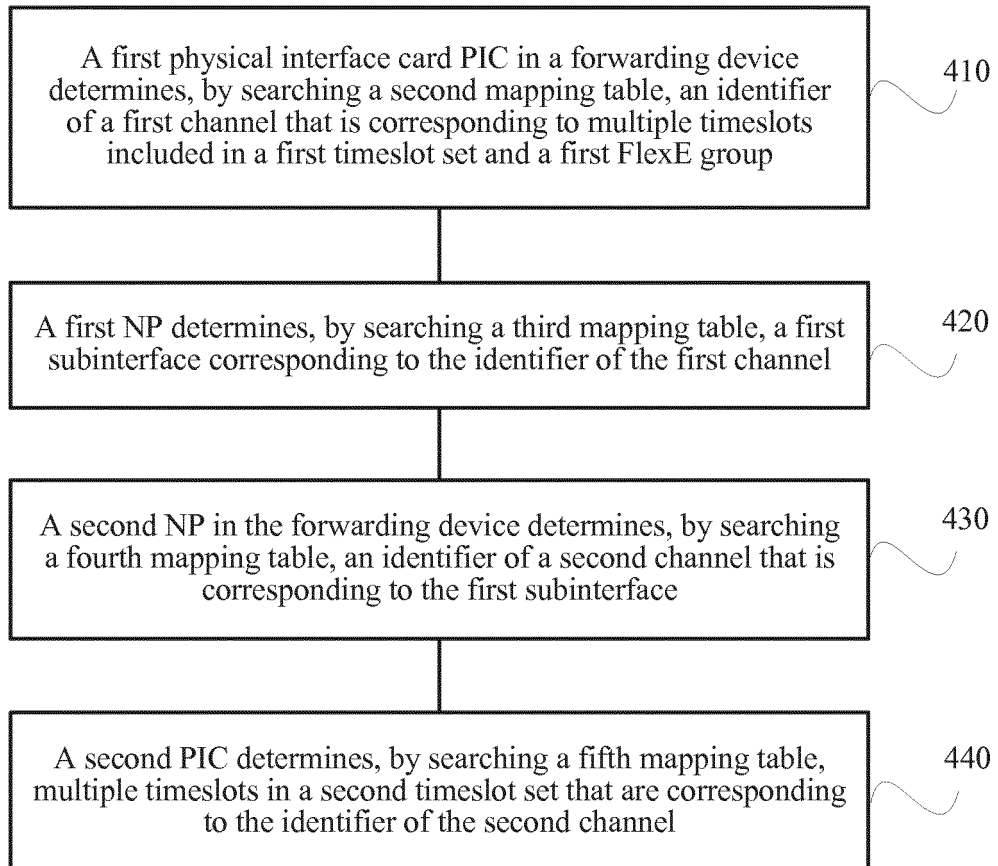 A first physical interface card PIC in a forwarding device
determines, by searching a second mapping table, an identifier
of a first channel that is corresponding to multiple timeslots
included in a first timeslot set and a first FlexE group
410
A first NP determines, by searching a third mapping table, a first
subinterface corresponding to the identifier of the first channel
420
A second NP in the forwarding device determines, by searching
a fourth mapping table, an identifier of a second channel that is
corresponding to the first subinterface
430
A second PIC determines, by searching a fifth mapping table,
multiple timeslots in a second timeslot set that are corresponding
to the identifier of the second channel
440